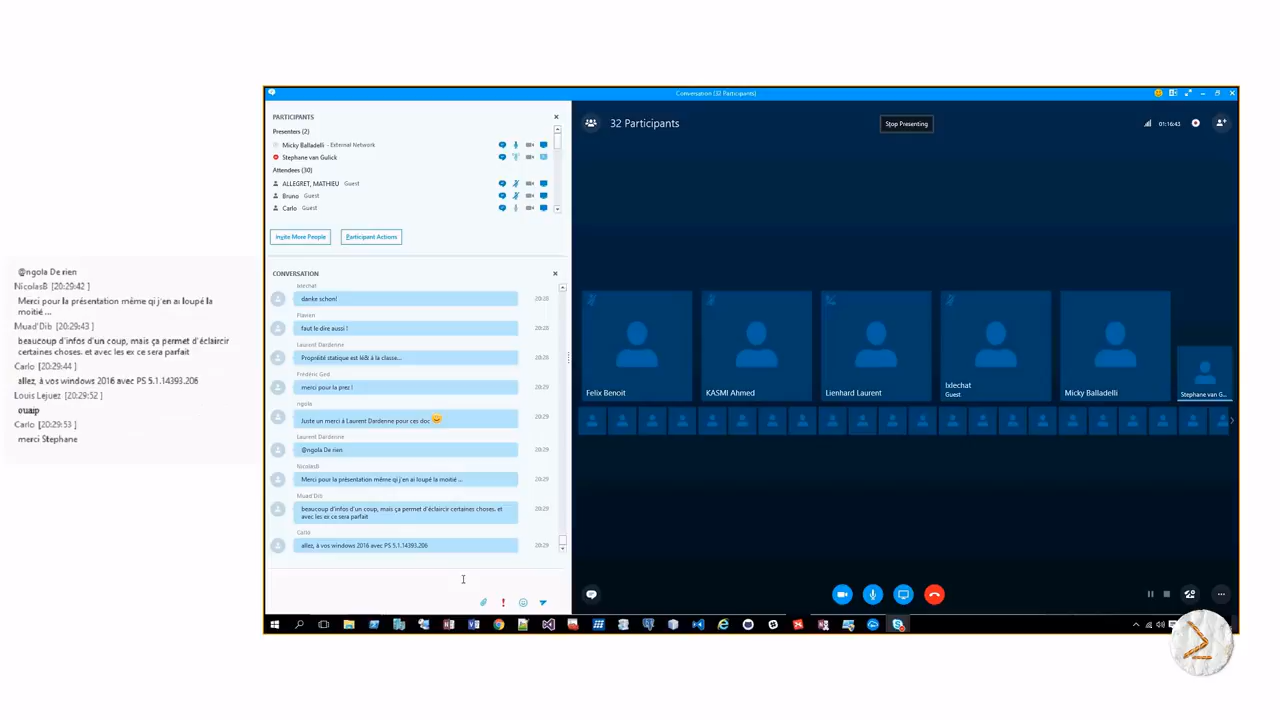 @ngola De rien
NicolasB [20:29:42 ]
Merci pour la présentation même qi j'en ai loupé la
moitié ...
Muad'Dib [20:29:43 ]
beaucoup d'infos d'un coup, mais ça permet d'éclaircir
certaines choses. et avec les ex ce sera parfait
Carlo [20:29:44 ]
allez, à vos windows 2016 avec PS 5.1.14393.206
Louis Lejuez [20:29:52 ]
ouaip
Carlo [20:29:53 ]
merci Stephane
Conversation (32 Participants)
PARTICIPANTS
Presenters (2)
Micky Balladelli - External Network
Stephane van Gulick
Attendees (30)
ALLEGRET, MATHIEU Guest
Bruno Guest
Carlo Guest
Invite More People
Participant Actions
CONVERSATION
lxlechat
danke schon!
20:28
Flavien
faut le dire aussi !
20:28
Laurent Dardenne
Propriété statique est lé&t à la classe...
20:28
Frédéric Gird
merci pour la prez !
20:28
ngola
Juste un merci à Laurent Dardenne pour ces doc
20:29
Laurent Dardenne
@ngola De rien
20:29
NicolasB
Merci pour la présentation même qi j'en ai loupé la moitié ...
20:29
Muad'Dib
beaucoup d'infos d'un coup, mais ça permet d'éclaircir certaines choses. et
avec les ex ce sera parfait
20:29
Carlo
allez, à vos windows 2016 avec PS 5.1.14393.206
20:29
32 Participants
Stop Presenting
01:16:43
Felix Benoit
KASMI Ahmed
Lienhard Laurent
lxlechat
Guest
Micky Balladelli
Stephane van G...